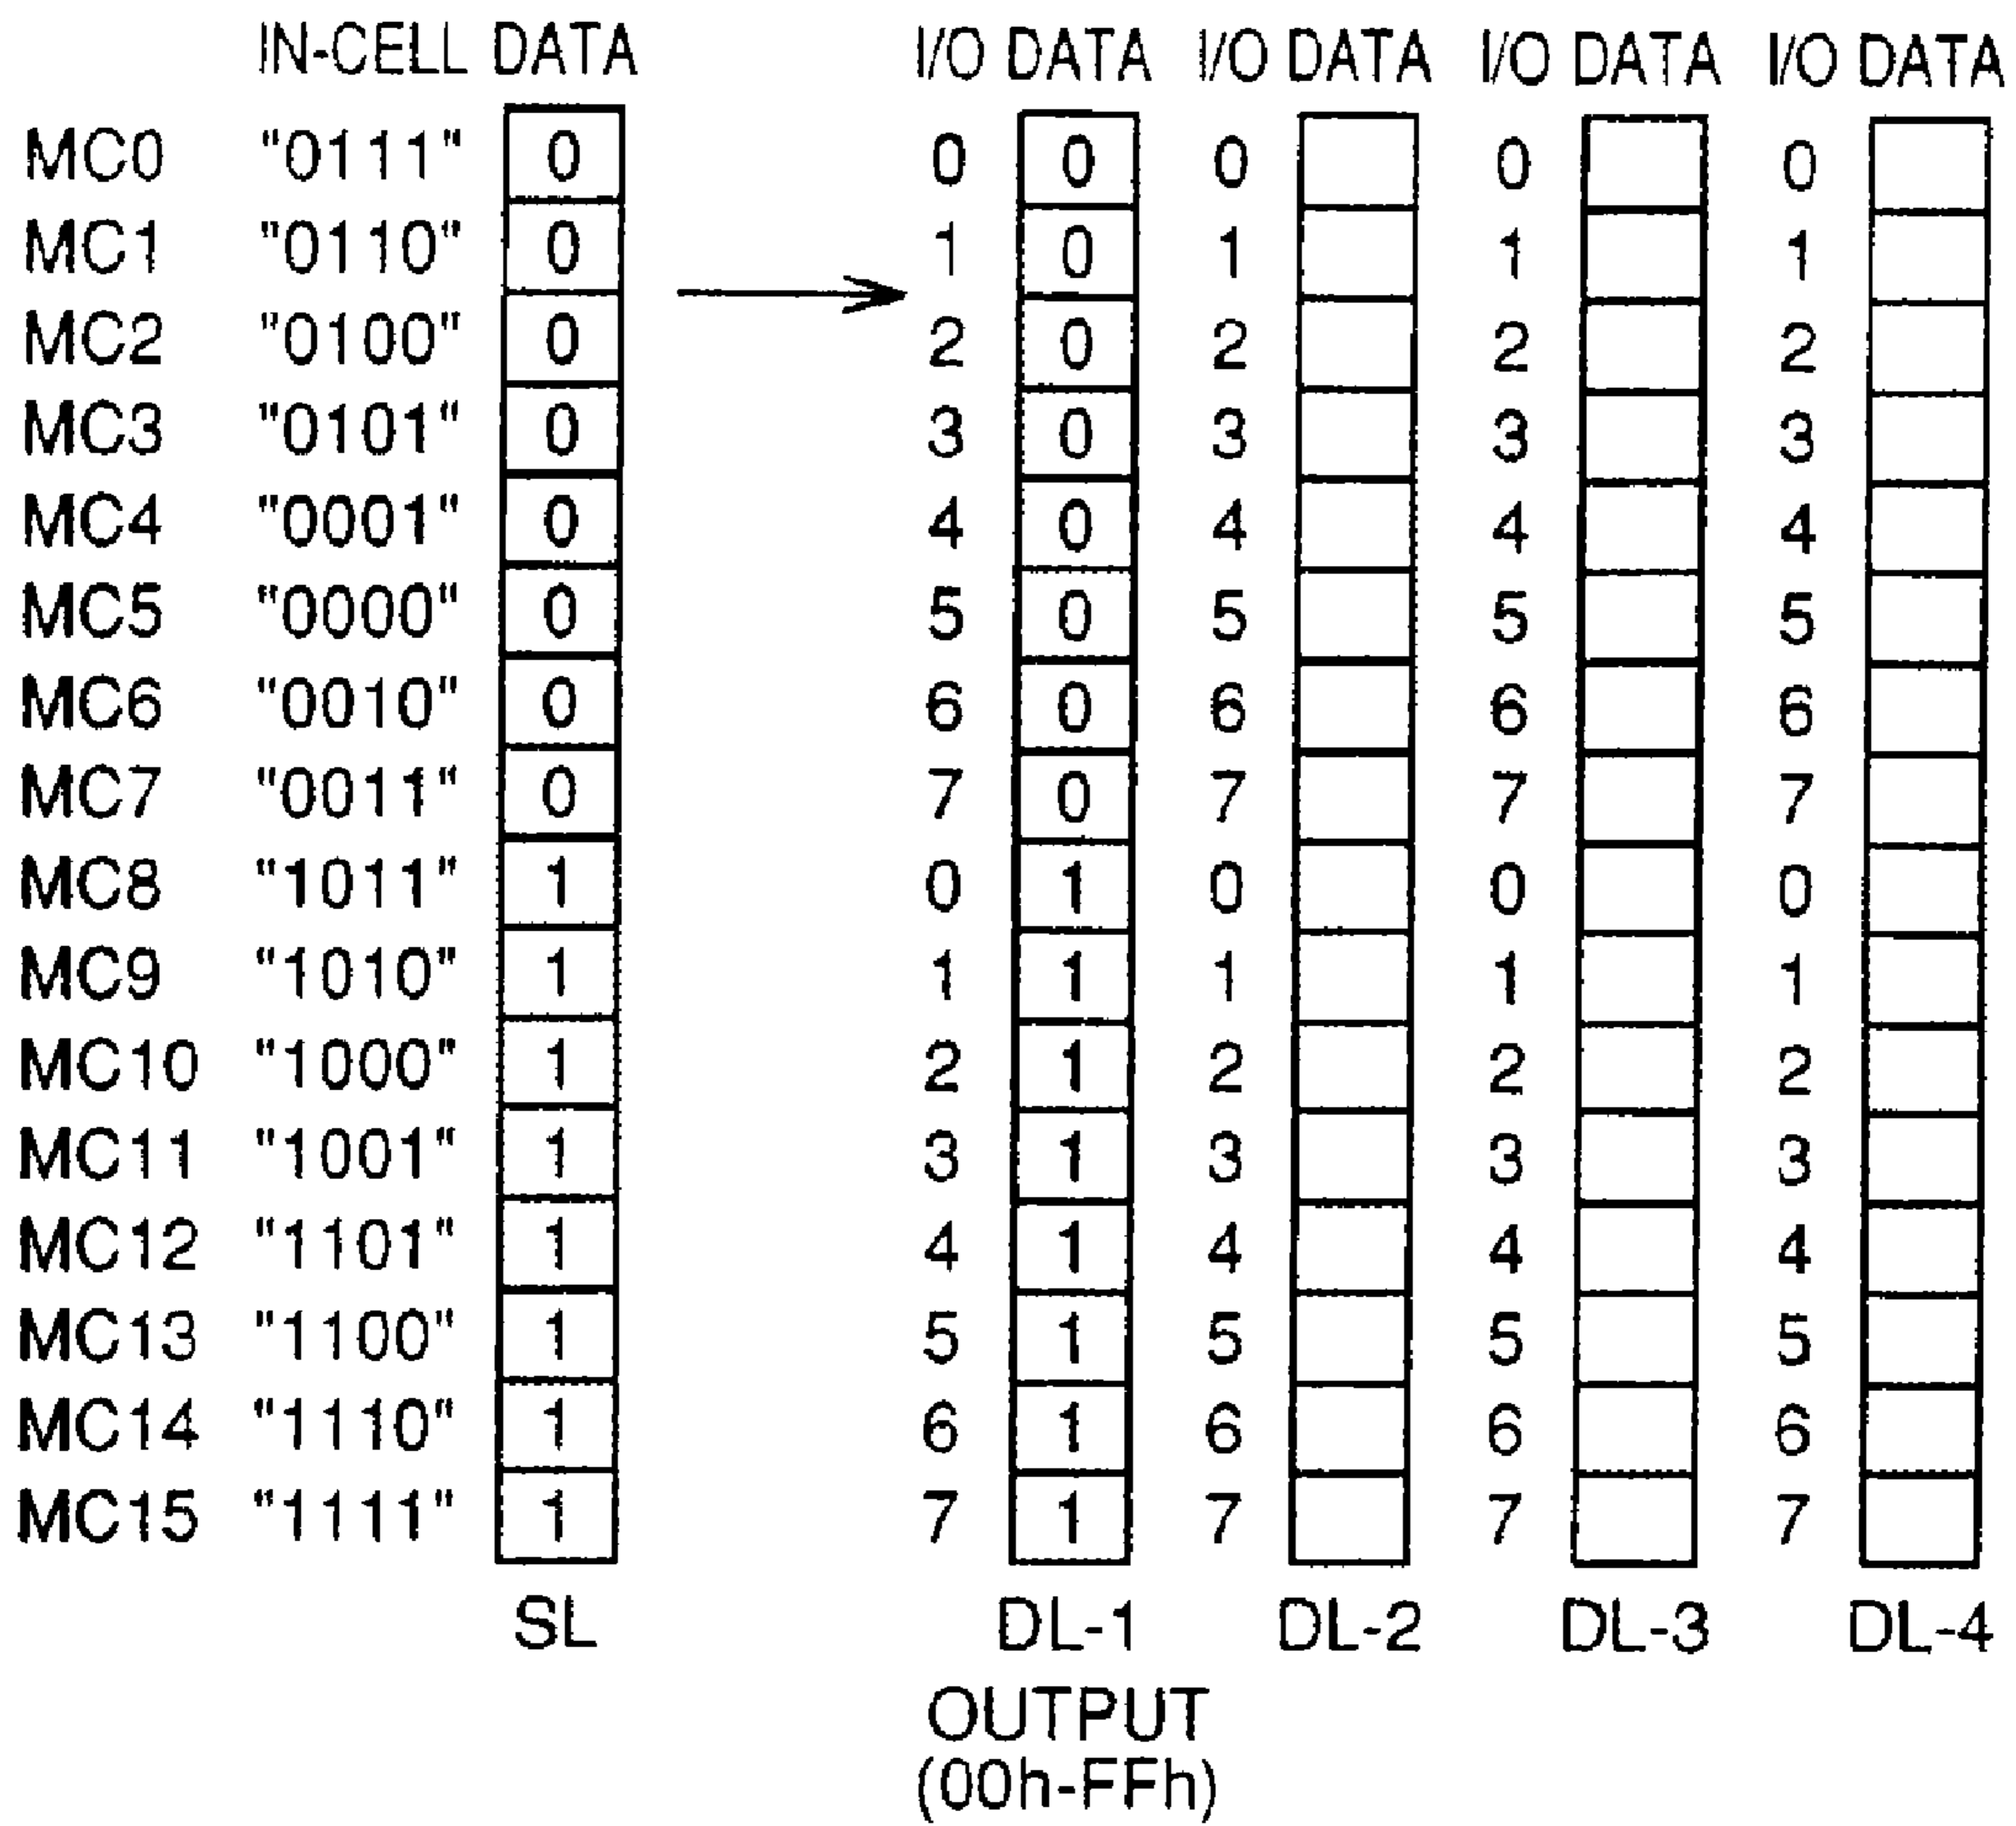 IN-CELL DATA I/O DATA I/O DATA I/O DATA I/O DATA
MC0 "0111" 0 0 0 0 0 0
MC1 "0110" 0 1 0 1 1 1
MC2 "0100" 0 2 0 2 2 2
MC3 "0101" 0 3 0 3 3 3
MC4 "0001" 0 4 0 4 4 4
MC5 "0000" 0 5 0 5 5 5
MC6 "0010" 0 6 0 6 6 6
MC7 "0011" 0 7 0 7 7 7
MC8 "1011" 1 0 1 0 0 0
MC9 "1010" 1 1 1 1 1 1
MC10 "1000" 1 2 1 2 2 2
MC11 "1001" 1 3 1 3 3 3
MC12 "1101" 1 4 1 4 4 4
MC13 "1100" 1 5 1 5 5 5
MC14 "1110" 1 6 1 6 6 6
MC15 "1111" 1 7 1 7 7 7
SL DL-1 DL-2 DL-3 DL-4
OUTPUT
(00h-FFh)